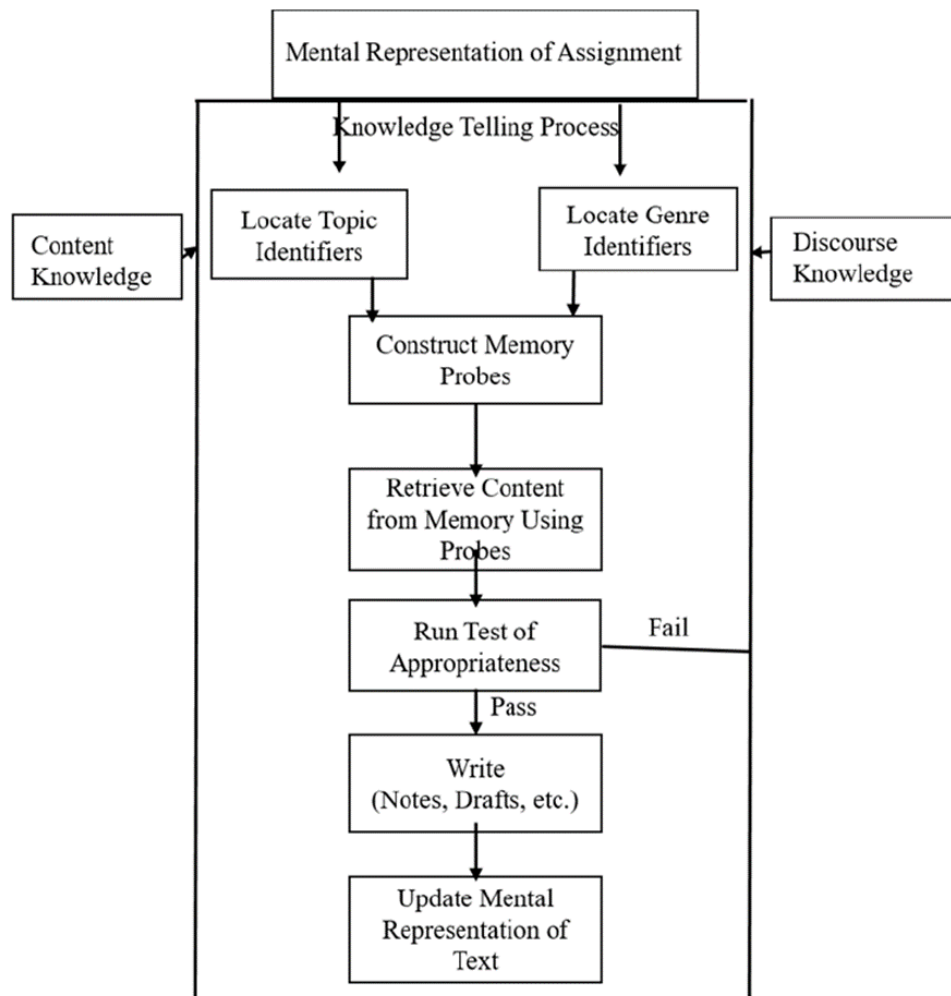 Mental Representation of Assignment
Knowledge Telling Process
Locate Topic
Identifiers
Locate Genre
Identifiers
Content
Knowledge
Discourse
Knowledge
Construct Memory
Probes
Retrieve Content
from Memory Using
Probes
Run Test of
Appropriateness
Fail
Pass
Write
(Notes, Drafts, etc.)
Update Mental
Representation of
Text